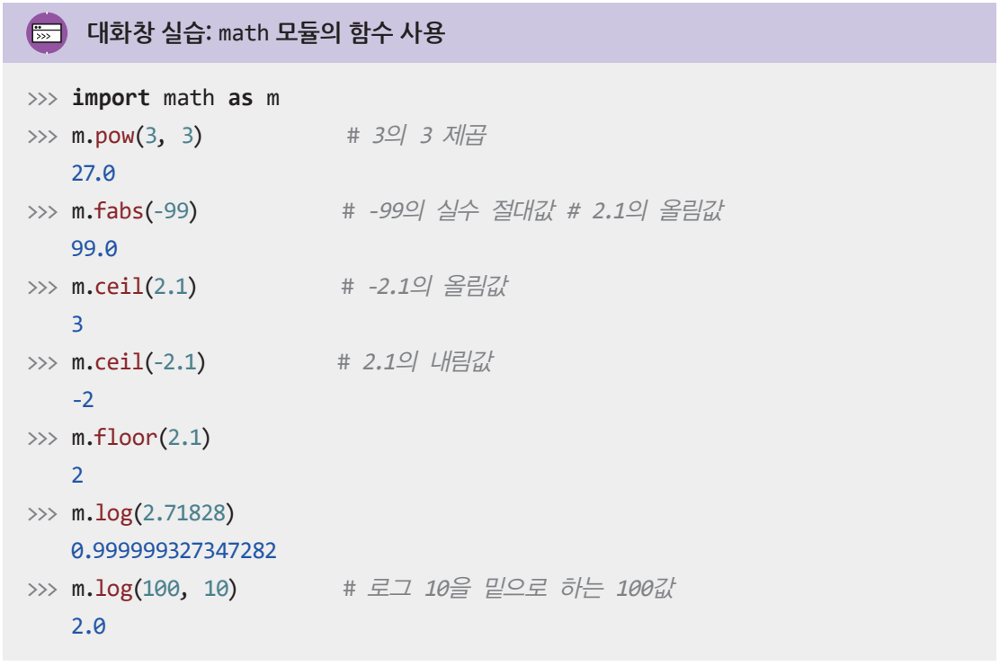 대화창 실습: math 모듈의 함수 사용
>>> import math as m
>>> m.pow(3, 3) # 3의 3 제곱
27.0
>>> m.fabs(-99) # -99의 실수 절대값 # 2.1의 올림값
99.0
>>> m.ceil(2.1) # -2.1의 올림값
3
>>> m.ceil(-2.1) # 2.1의 내림값
-2
>>> m.floor(2.1)
2
>>> m.log(2.71828)
0.999999327347282
>>> m.log(100, 10) # 로그 10을 밑으로 하는 100값
2.0